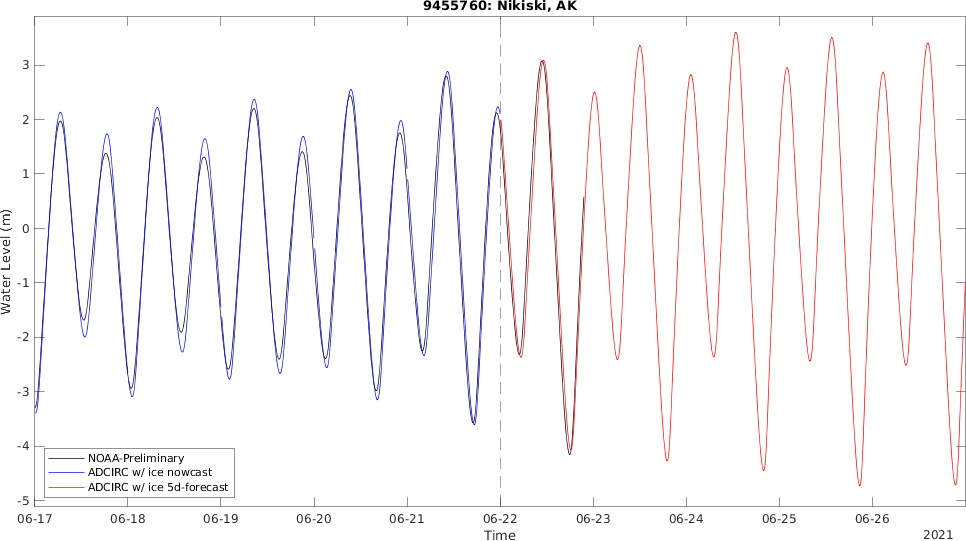 9455760: Nikiski, AK
Water Level (m)
3
2
1
0
-1
-2
-3
-4
-5
NOAA-Preliminary
ADCIRC w/ ice nowcast
ADCIRC w/ ice 5d-forecast
06-17 06-18 06-19 06-20 06-21 06-22 06-23 06-24 06-25 06-26
Time
2021